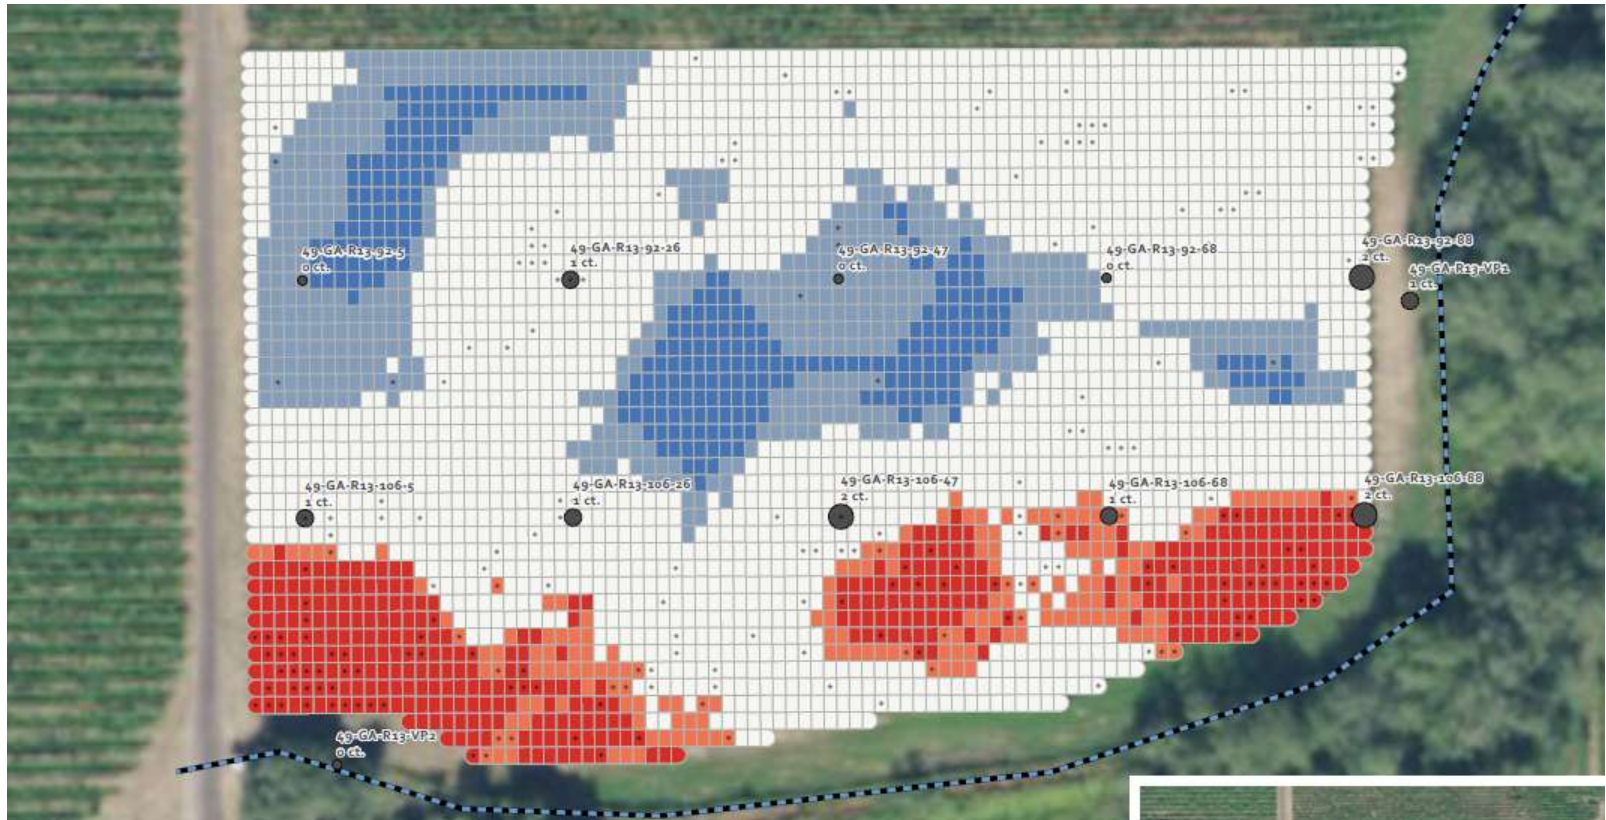 49-GA-R13-92-5
0 ct.
49-GA-R13-92-26
1 ct.
49-GA-R13-92-47
0 ct.
49-GA-R13-92-68
0 ct.
49-GA-R13-92-88
2 ct.
49-GA-R13-VP1
1 ct.
49-GA-R13-106-5
1 ct.
49-GA-R13-106-26
1 ct.
49-GA-R13-106-47
2 ct.
49-GA-R13-106-68
1 ct.
49-GA-R13-106-88
2 ct.
49-GA-R13-VP2
0 ct.